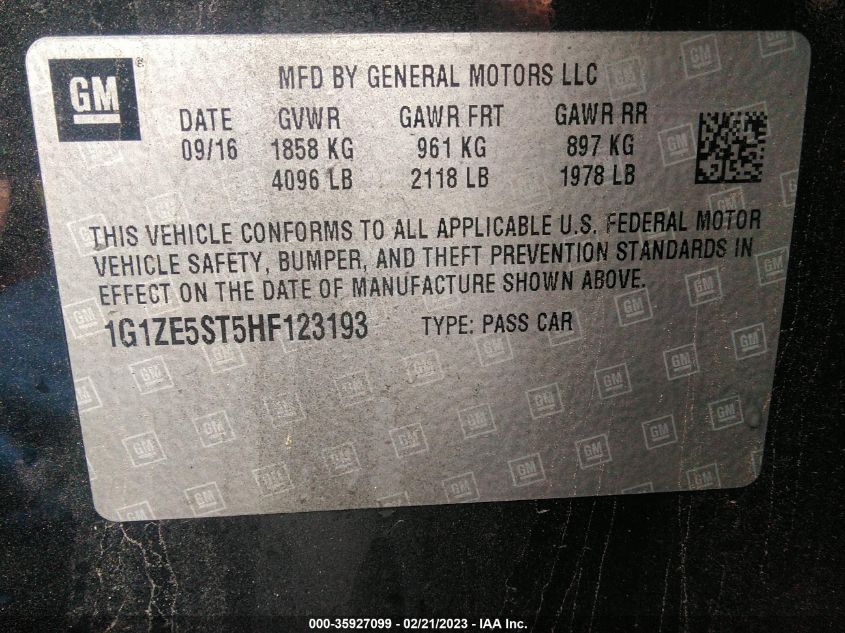 GM ®
MFD BY GENERAL MOTORS LLC
DATE GVWR GAWR FRT GAWR RR
09/16 1858 KG 961 KG 897 KG
4096 LB 2118 LB 1978 LB
THIS VEHICLE CONFORMS TO ALL APPLICABLE U.S. FEDERAL MOTOR
VEHICLE SAFETY, BUMPER, AND THEFT PREVENTION STANDARDS IN
EFFECT ON THE DATE OF MANUFACTURE SHOWN ABOVE.
1G1ZE5ST5HF123193 TYPE: PASS CAR
000-35927099 - 02/21/2023 - IAA Inc.